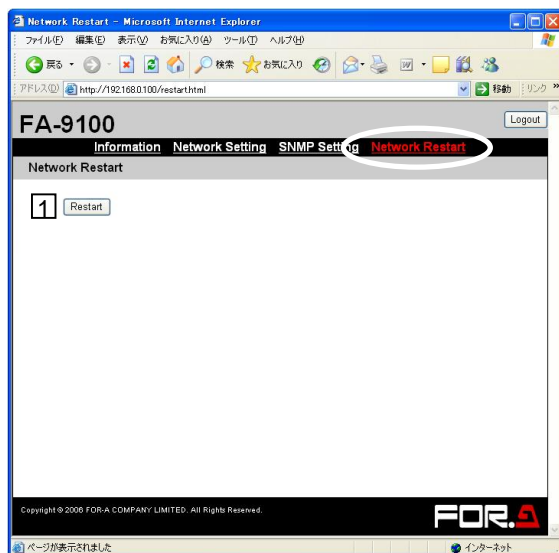 Network Restart - Microsoft Internet Explorer
ファイル(F) 編集(E) 表示(V) お気に入り(A) ツール(T) ヘルプ(H)
戻る 検索 お気に入り
アドレス(D) http://192.168.0.100/restart.html 移動 リンク »
FA-9100 Logout
Information Network Setting SNMP Setting Network Restart
Network Restart
1 Restart
Copyright © 2006 FOR-A COMPANY LIMITED. All Rights Reserved. FOR.A
ページが表示されました インターネット